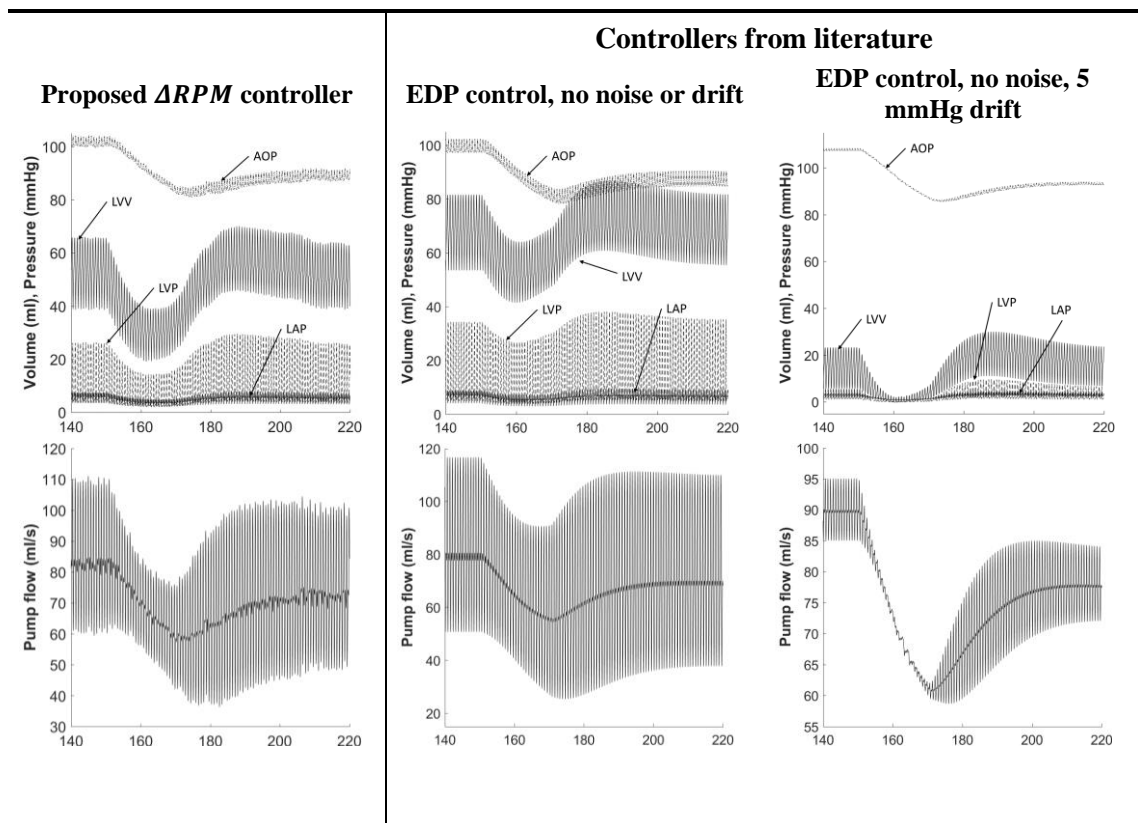 Controllers from literature
Proposed ΔRPM controller
EDP control, no noise or drift
EDP control, no noise, 5
mmHg drift
Volume (ml), Pressure (mmHg)
100
80
60
40
20
0
140 160 180 200 220
AOP
LVV
LVP
LAP
Volume (ml), Pressure (mmHg)
100
80
60
40
20
0
140 160 180 200 220
AOP
LVV
LVP
LAP
Volume (ml), Pressure (mmHg)
100
80
60
40
20
0
140 160 180 200 220
AOP
LVV
LVP
LAP
Pump flow (ml/s)
120
110
100
90
80
70
60
50
40
30
140 160 180 200 220
Pump flow (ml/s)
120
100
80
60
40
20
140 160 180 200 220
Pump flow (ml/s)
100
95
90
85
80
75
70
65
60
55
140 160 180 200 220